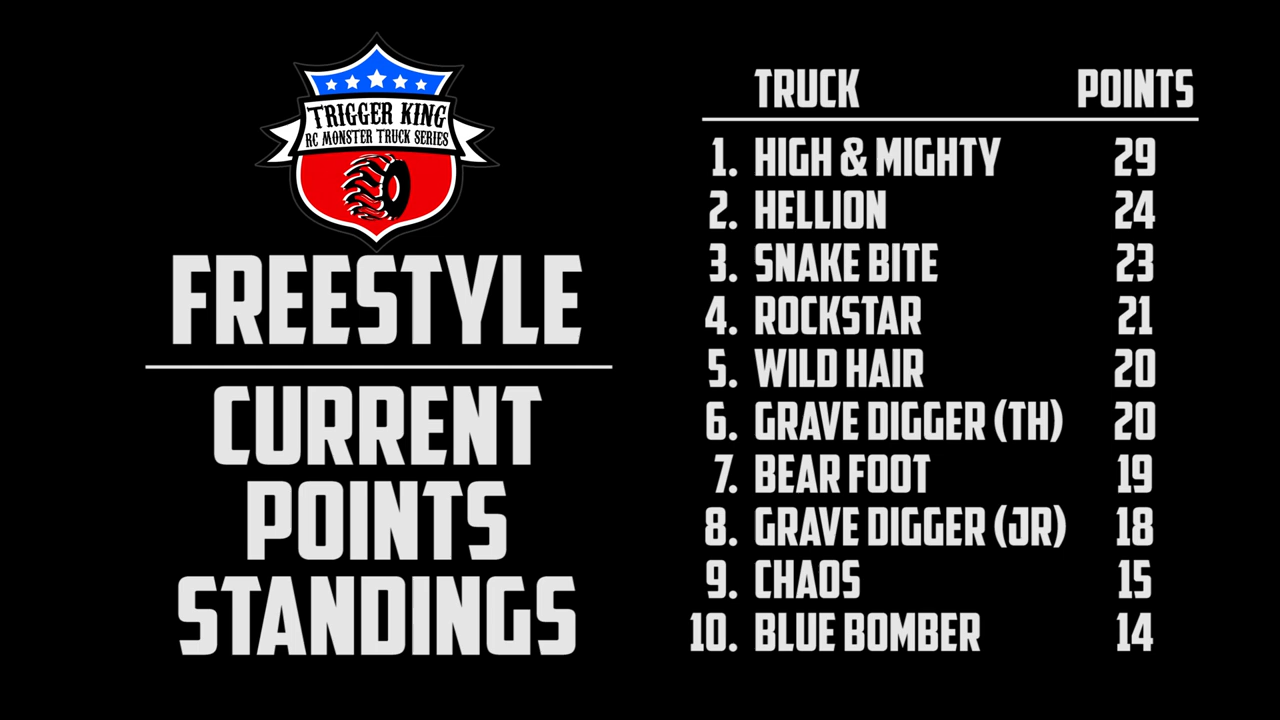 TRIGGER KING
RC MONSTER TRUCK SERIES
FREESTYLE
CURRENT
POINTS
STANDINGS
TRUCK POINTS
1. HIGH & MIGHTY 29
2. HELLION 24
3. SNAKE BITE 23
4. ROCKSTAR 21
5. WILD HAIR 20
6. GRAVE DIGGER (TH) 20
7. BEAR FOOT 19
8. GRAVE DIGGER (JR) 18
9. CHAOS 15
10. BLUE BOMBER 14